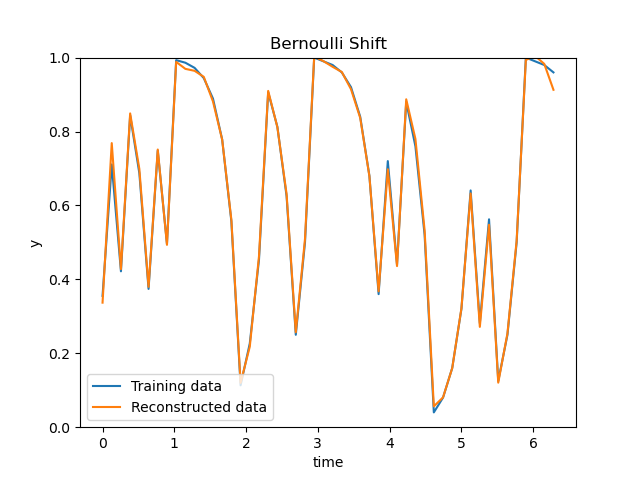 Bernoulli Shift
1.0
0.8
0.6
0.4
0.2
0.0
y
Training data
Reconstructed data
0 1 2 3 4 5 6
time